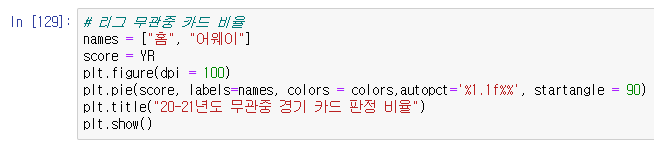 In [129]: # 리그 무관중 카드 비율
names = ["홈", "어웨이"]
score = YR
plt.figure(dpi = 100)
plt.pie(score, labels=names, colors = colors,autopct='%1.1f%%', startangle = 90)
plt.title("20-21년도 무관중 경기 카드 판정 비율")
plt.show()